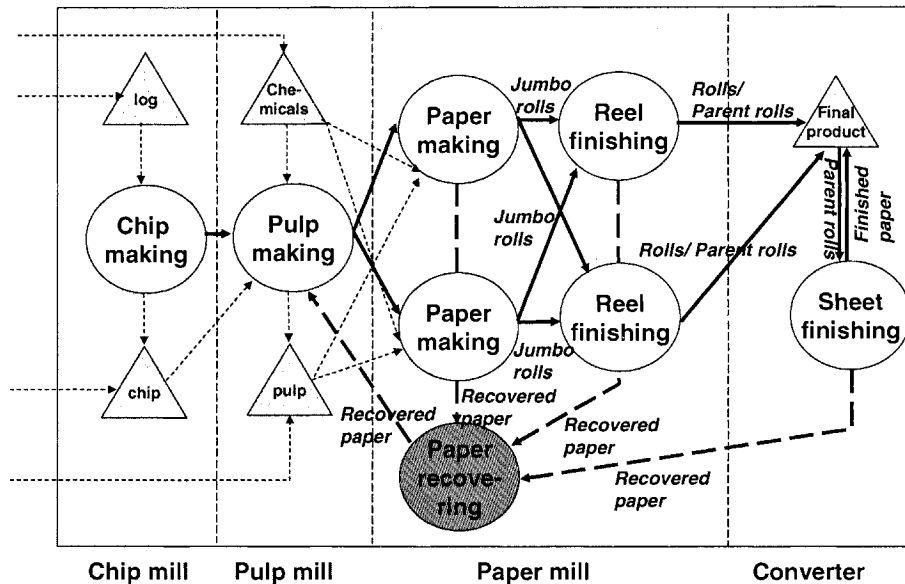 log
Che-
micals
Paper
making
Jumbo
rolls
Reel
finishing
Rolls/
Parent rolls
Final
product
Chip
making
Pulp
making
Jumbo
rolls
Rolls/ Parent rolls
Parent rolls
Finished
paper
Paper
making
Reel
finishing
Sheet
finishing
Jumbo
rolls
chip
pulp
Recovered
paper
Recovered
paper
Recovered
paper
Recovered
paper
Paper
recove-
ring
Chip mill
Pulp mill
Paper mill
Converter